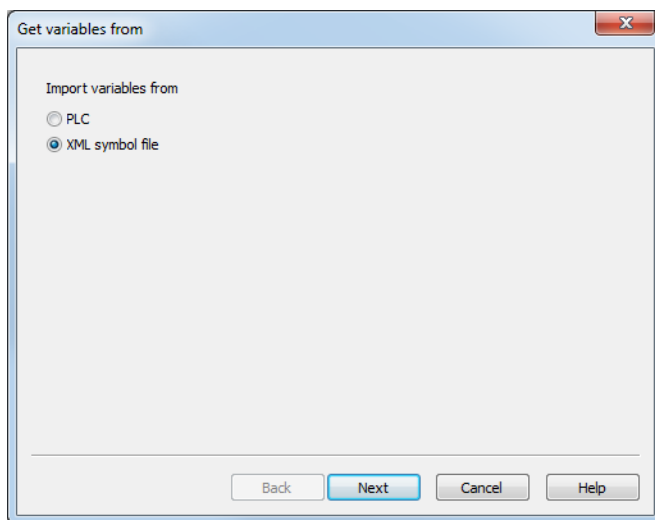 Get variables from
Import variables from
PLC
XML symbol file
Back Next Cancel Help